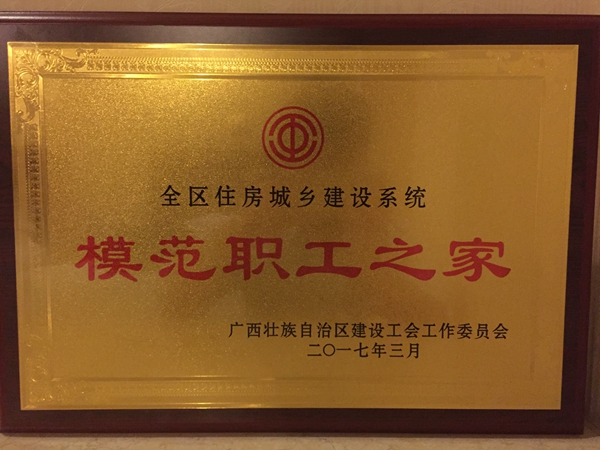 全区住房城乡建设系统
模范职工之家
广西壮族自治区建设工会工作委员会
二〇一七年三月